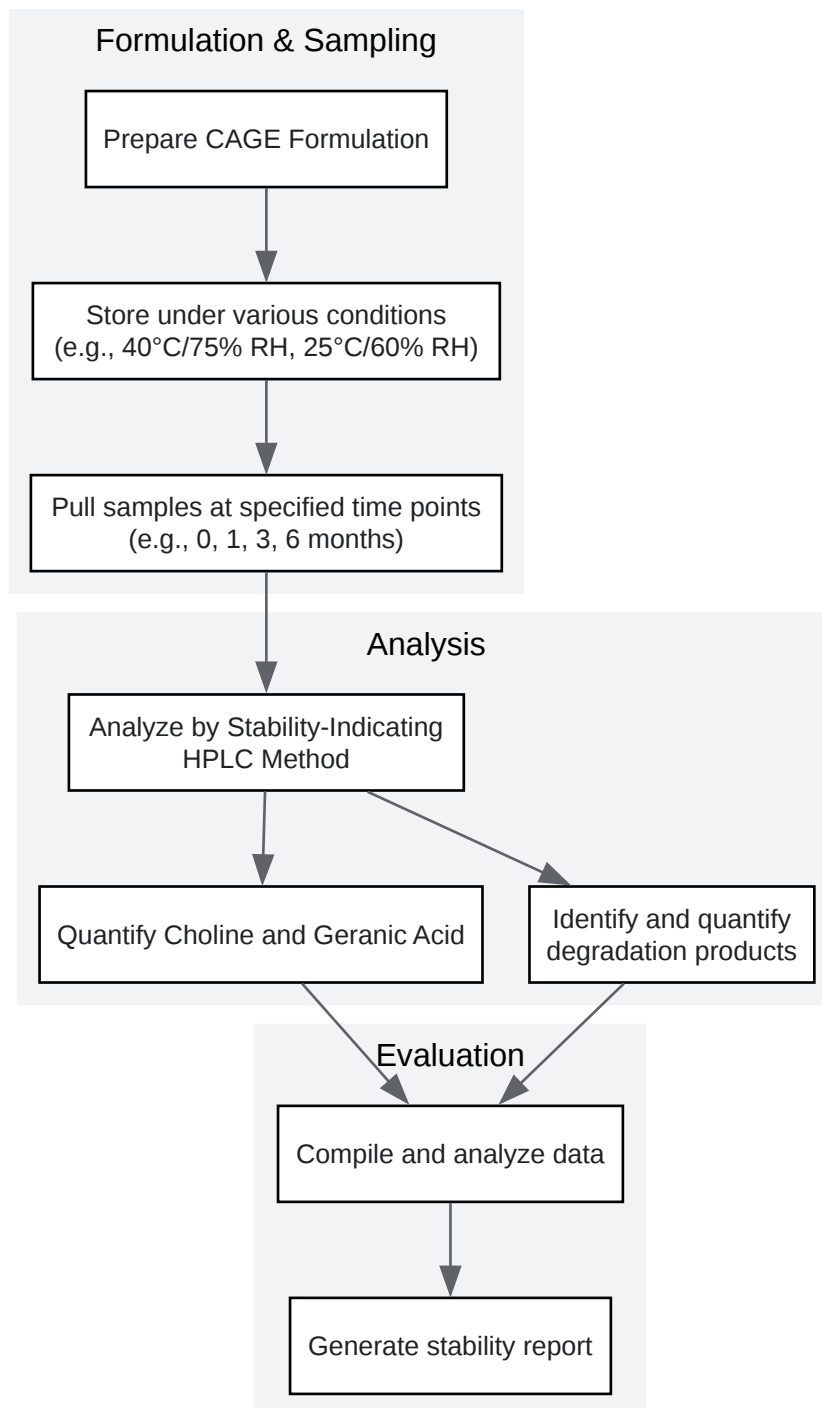 Formulation & Sampling
Prepare CAGE Formulation
Store under various conditions
(e.g., 40°C/75% RH, 25°C/60% RH)
Pull samples at specified time points
(e.g., 0, 1, 3, 6 months)
Analysis
Analyze by Stability-Indicating
HPLC Method
Quantify Choline and Geranic Acid
Identify and quantify
degradation products
Evaluation
Compile and analyze data
Generate stability report